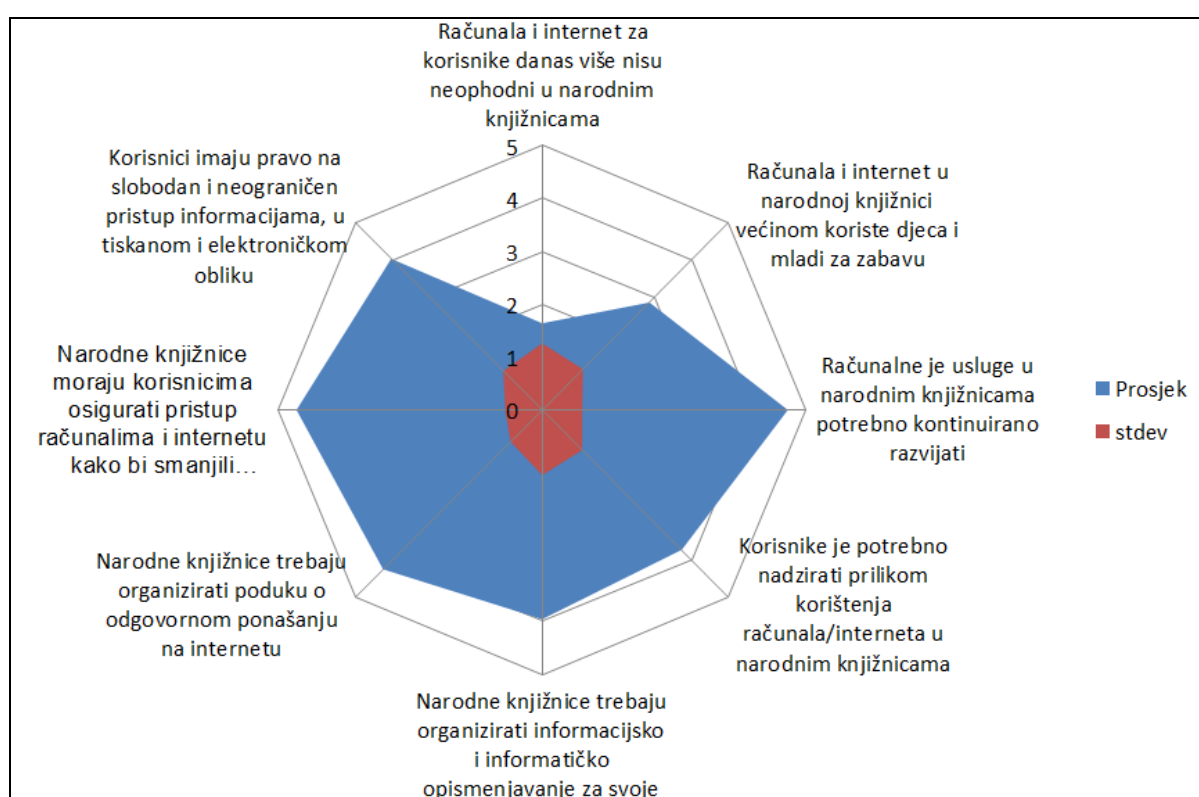 Računala i internet za
korisnike danas više nisu
neophodni u narodnim
knjižnicama
Računala i internet u
narodnoj knjižnici
većinom koriste djeca i
mladi za zabavu
Računalne je usluge u
narodnim knjižnicama
potrebno kontinuirano
razvijati
Korisnike je potrebno
nadzirati prilikom
korištenja
računala/interneta u
narodnim knjižnicama
Narodne knjižnice trebaju
organizirati informacijsko
i informatičko
opismenjavanje za svoje
Narodne knjižnice trebaju
organizirati poduku o
odgovornom ponašanju
na internetu
Narodne knjižnice
moraju korisnicima
osigurati pristup
računalima i internetu
kako bi smanjili…
Korisnici imaju pravo na
slobodan i neograničen
pristup informacijama, u
tiskanom i elektroničkom
obliku
5
4
3
2
1
0
Prosjek
stdev